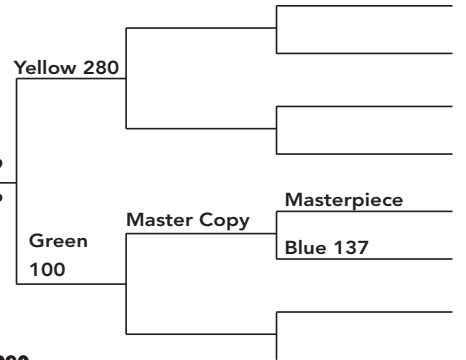 Yellow 280
Masterpiece
Master Copy
Blue 137
Green
100